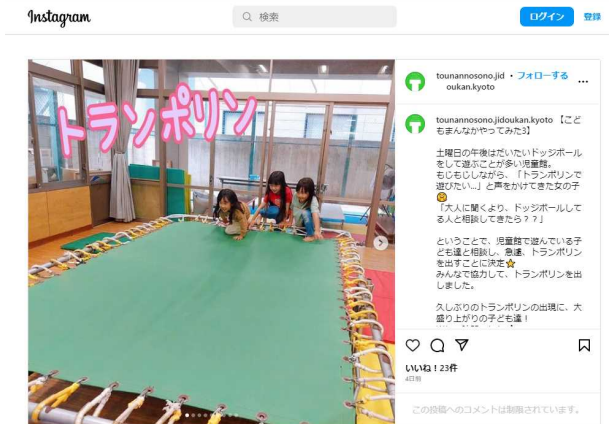 Instagram
検索
ログイン
登録
トランポリン
tounannosono.jid • フォローする
oukan.kyoto
tounannosono.jidoukan.kyoto 【こど
もまんなかやってみた3】
土曜日の午後はだいたいドッジボール
をして遊ぶことが多い児童館。
もじもじしながら、「トランポリンで
遊びたい...」と声をかけてきた女の子
「大人に聞くより、ドッジボールして
る人と相談してきたら？？」
ということで、児童館で遊んでいる子
ども達と相談し、急遽、トランポリン
を出すことに決定
みんなで協力して、トランポリンを出
しました。
久しぶりのトランポリンの出現に、大
盛り上がりの子ども達！
いいね！23件
4日前
この投稿へのコメントは制限されています。